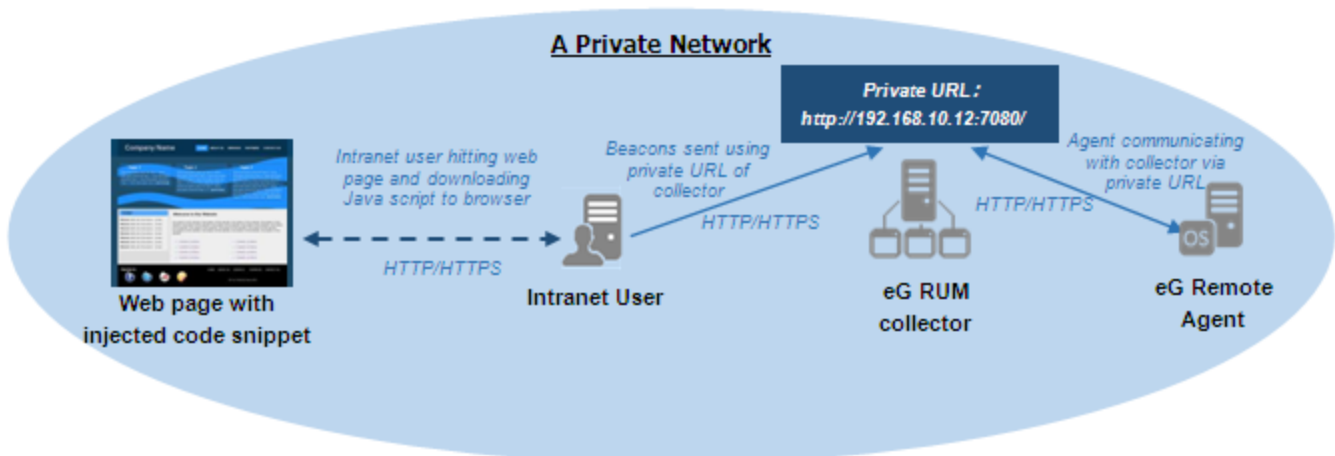 A Private Network
Private URL:
http://192.168.10.12:7080/
Company Name
Intranet user hitting web
page and downloading
Java script to browser
HTTP/HTTPS
Beacons sent using
private URL of
collector
HTTP/HTTPS
Agent communicating
with collector via
private URL
HTTP/HTTPS
OS
Web page with
injected code snippet
Intranet User
eG RUM
collector
eG Remote
Agent